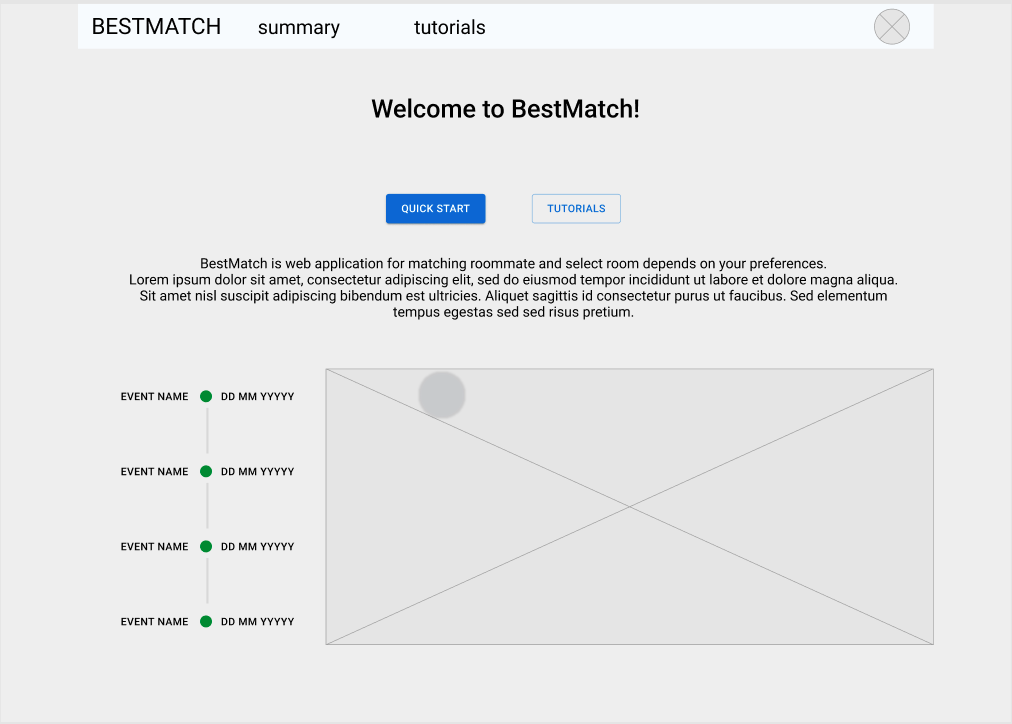 BESTMATCH summary tutorials
Welcome to BestMatch!
QUICK START TUTORIALS
BestMatch is web application for matching roommate and select room depends on your preferences.
Lorem ipsum dolor sit amet, consectetur adipiscing elit, sed do eiusmod tempor incididunt ut labore et dolore magna aliqua.
Sit amet nisl suscipit adipiscing bibendum est ultricies. Aliquet sagittis id consectetur purus ut faucibus. Sed elementum
tempus egestas sed sed risus pretium.
EVENT NAME DD MM YYYYY
EVENT NAME DD MM YYYYY
EVENT NAME DD MM YYYYY
EVENT NAME DD MM YYYYY